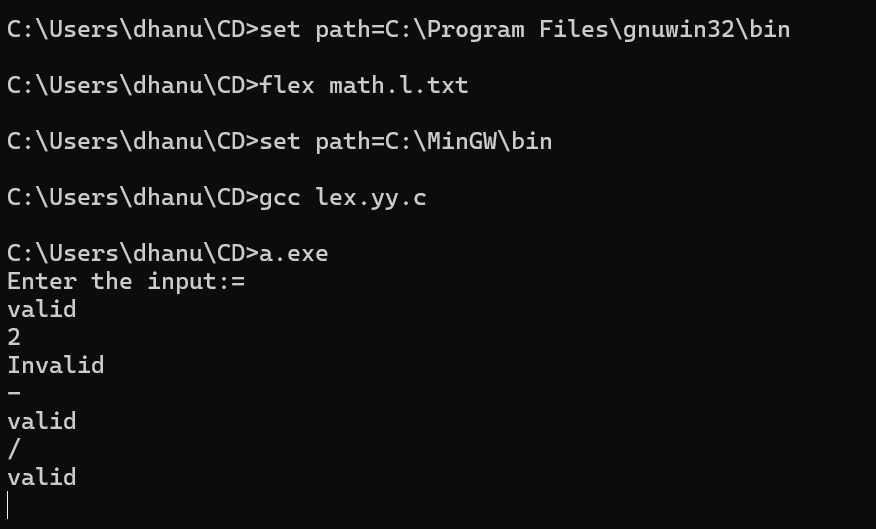 C:\Users\dhanu\CD>set path=C:\Program Files\gnuwin32\bin
C:\Users\dhanu\CD>flex math.l.txt
C:\Users\dhanu\CD>set path=C:\MinGW\bin
C:\Users\dhanu\CD>gcc lex.yy.c
C:\Users\dhanu\CD>a.exe
Enter the input:=
valid
2
Invalid
-
valid
/
valid